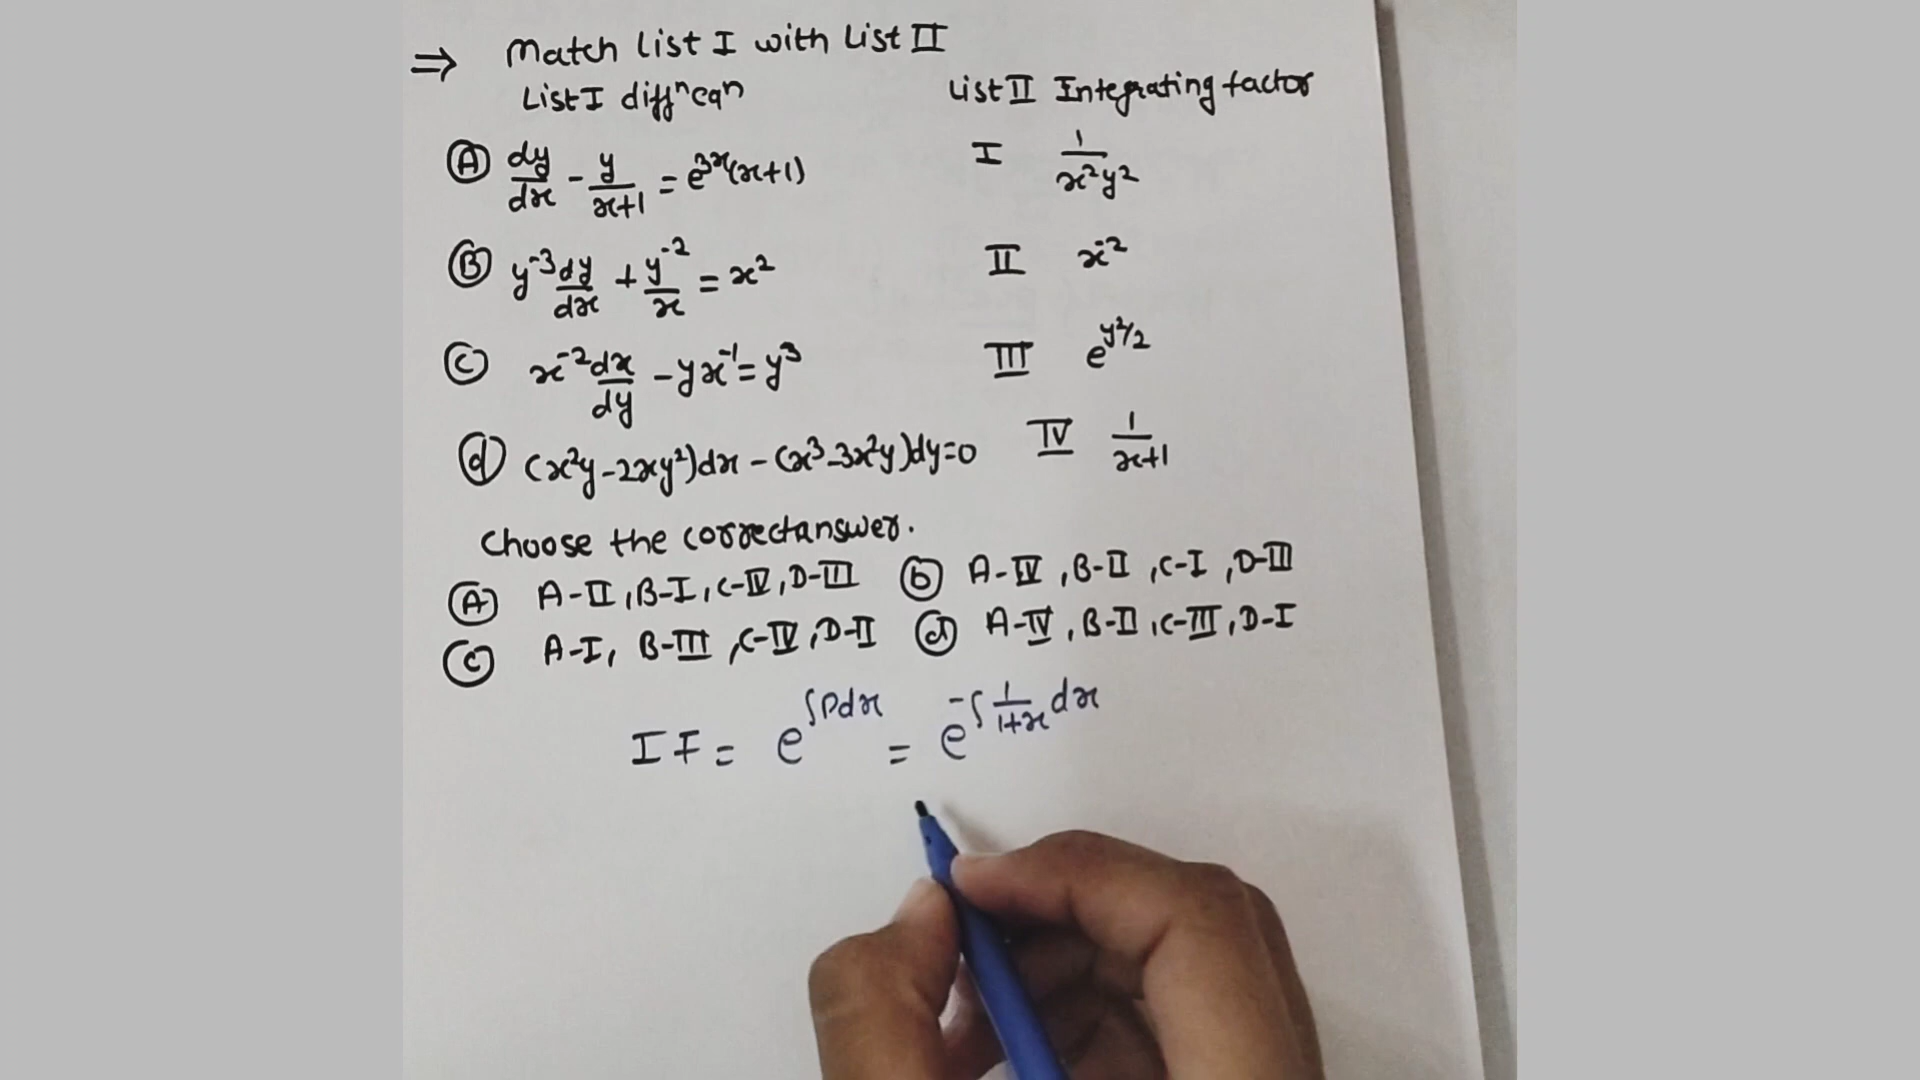 ⇒ Match List I with List II
List I diffⁿ eqⁿ List II Integrating factor
Ⓐ dy/dx - y/x+1 = e^3x(x+1) I 1/x²y²
Ⓑ y⁻³ dy/dx + y⁻²/x = x² II x⁻²
Ⓒ x⁻² dx/dy - yx⁻¹ = y³ III e^y²/2
ⓓ (x²y-2xy²)dx - (x³-3x²y)dy=0 IV 1/x+1
Choose the correct answer.
Ⓐ A-II, B-I, C-IV, D-III ⓑ A-IV, B-II, C-I, D-III
Ⓒ A-I, B-III, C-IV, D-II ⓓ A-IV, B-II, C-III, D-I
IF = e^∫Pdx = e^-∫1/1+x dx